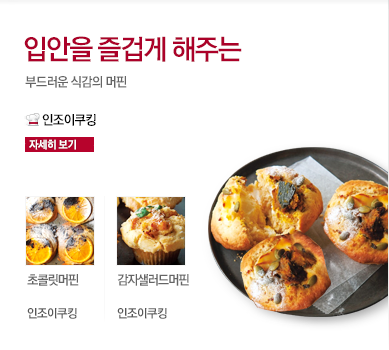 입안을 즐겁게 해주는
부드러운 식감의 머핀
인조이쿠킹
자세히 보기
초콜릿머핀
감자샐러드머핀
인조이쿠킹
인조이쿠킹